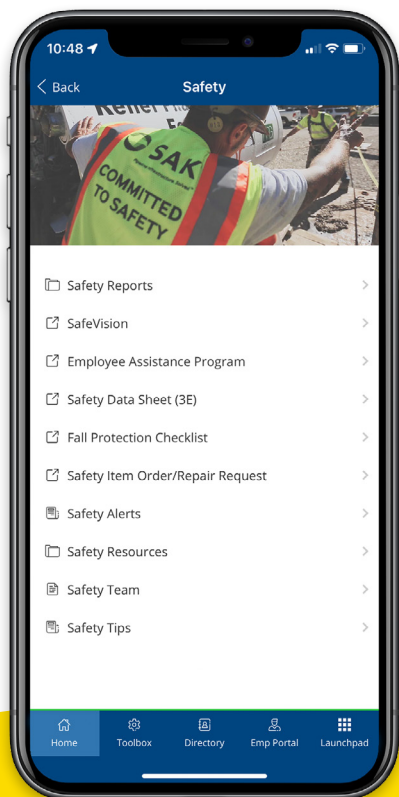 10:48
Back
Safety
SAK
COMMITTED
TO SAFETY
Safety Reports
SafeVision
Employee Assistance Program
Safety Data Sheet (3E)
Fall Protection Checklist
Safety Item Order/Repair Request
Safety Alerts
Safety Resources
Safety Team
Safety Tips
Home
Toolbox
Directory
Emp Portal
Launchpad